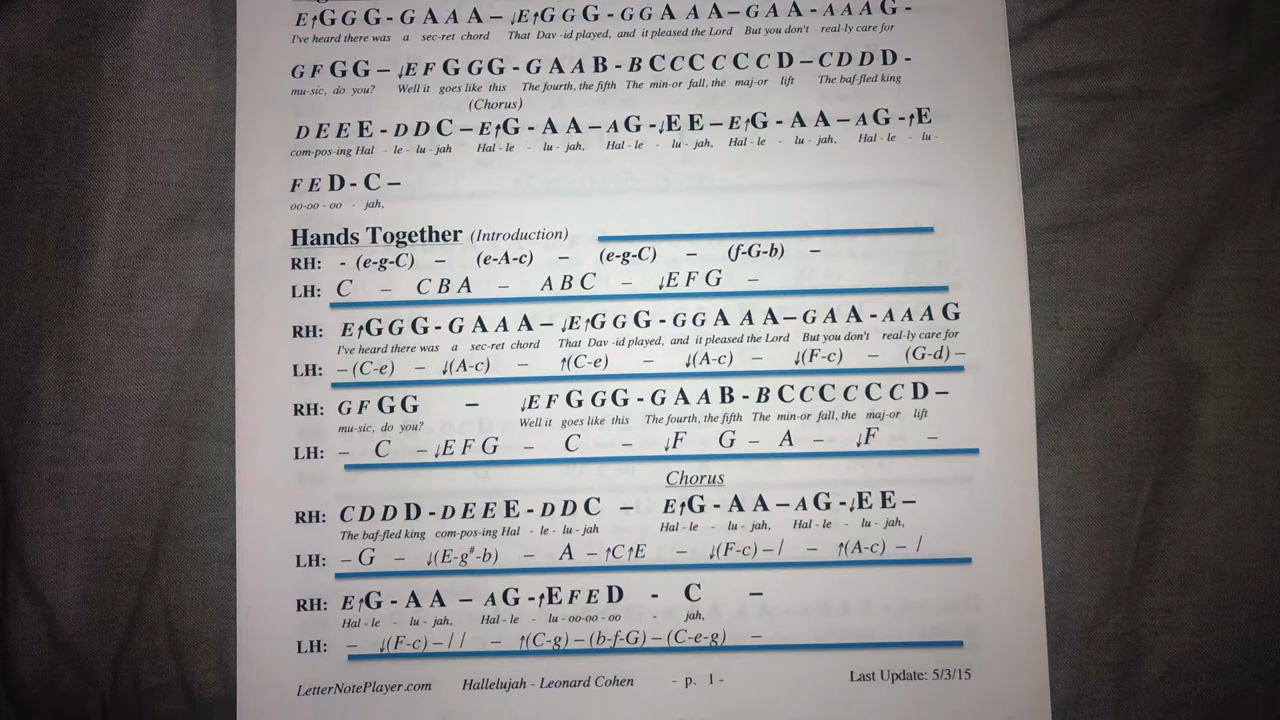 E↑G G G - G A A A – ↓E↑G G G - G G A A A – G A A - A A A G -
I've heard there was a sec-ret chord That Dav -id played, and it pleased the Lord But you don't real-ly care for
G F G G – ↓E F G G G - G A A B - B C C C C C C D – C D D D -
mu-sic, do you? Well it goes like this The fourth, the fifth The min-or fall, the maj-or lift The baf-fled king
(Chorus)
D E E E - D D C – E↑G - A A – A G -↓E E – E↑G - A A – A G -↑E
com-pos-ing Hal - le - lu - jah Hal - le - lu - jah, Hal - le - lu - jah, Hal - le - lu - jah, Hal - le - lu -
F E D - C –
oo-oo - oo - jah,
Hands Together (Introduction)
RH: - (e-g-C) – (e-A-c) – (e-g-C) – (f-G-b) –
LH: C – C B A – A B C – ↓E F G –
RH: E↑G G G - G A A A – ↓E↑G G G - G G A A A – G A A - A A A G
I've heard there was a sec-ret chord That Dav -id played, and it pleased the Lord But you don't real-ly care for
LH: – (C-e) – ↓(A-c) – ↑(C-e) – ↓(A-c) – ↓(F-c) – (G-d) –
RH: G F G G – ↓E F G G G - G A A B - B C C C C C C D –
mu-sic, do you? Well it goes like this The fourth, the fifth The min-or fall, the maj-or lift
LH: – C – ↓E F G – C – ↓F G – A – ↓F –
Chorus
RH: C D D D - D E E E - D D C – E↑G - A A – A G -↓E E –
The baf-fled king com-pos-ing Hal - le - lu - jah Hal - le - lu - jah, Hal - le - lu - jah,
LH: – G – ↓(E-g#-b) – A – ↑C↑E – ↓(F-c) – / – ↑(A-c) – /
RH: E↑G - A A – A G -↑E F E D - C –
Hal - le - lu - jah, Hal - le - lu - oo-oo - oo - jah,
LH: – ↓(F-c) – / / – ↑(C-g) – (b-f-G) – (C-e-g) –
LetterNotePlayer.com Hallelujah - Leonard Cohen - p. 1 - Last Update: 5/3/15